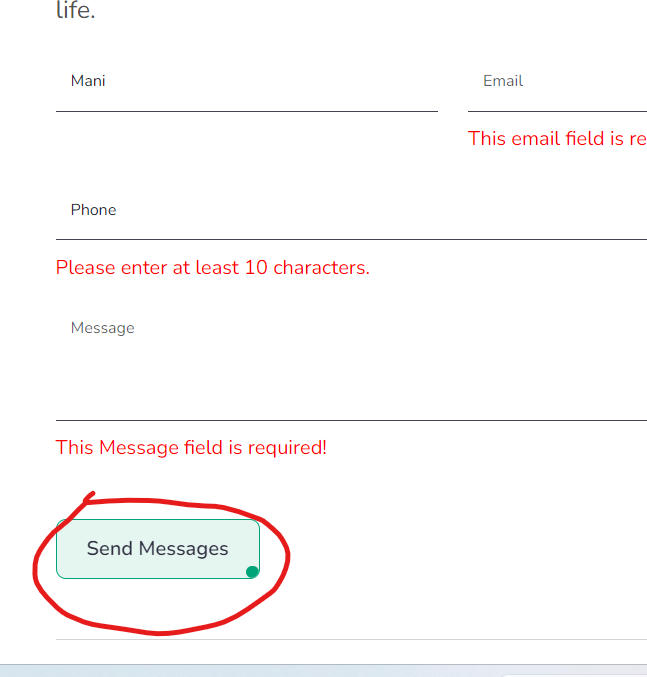 life.
Mani Email
This email field is re
Phone
Please enter at least 10 characters.
Message
This Message field is required!
Send Messages